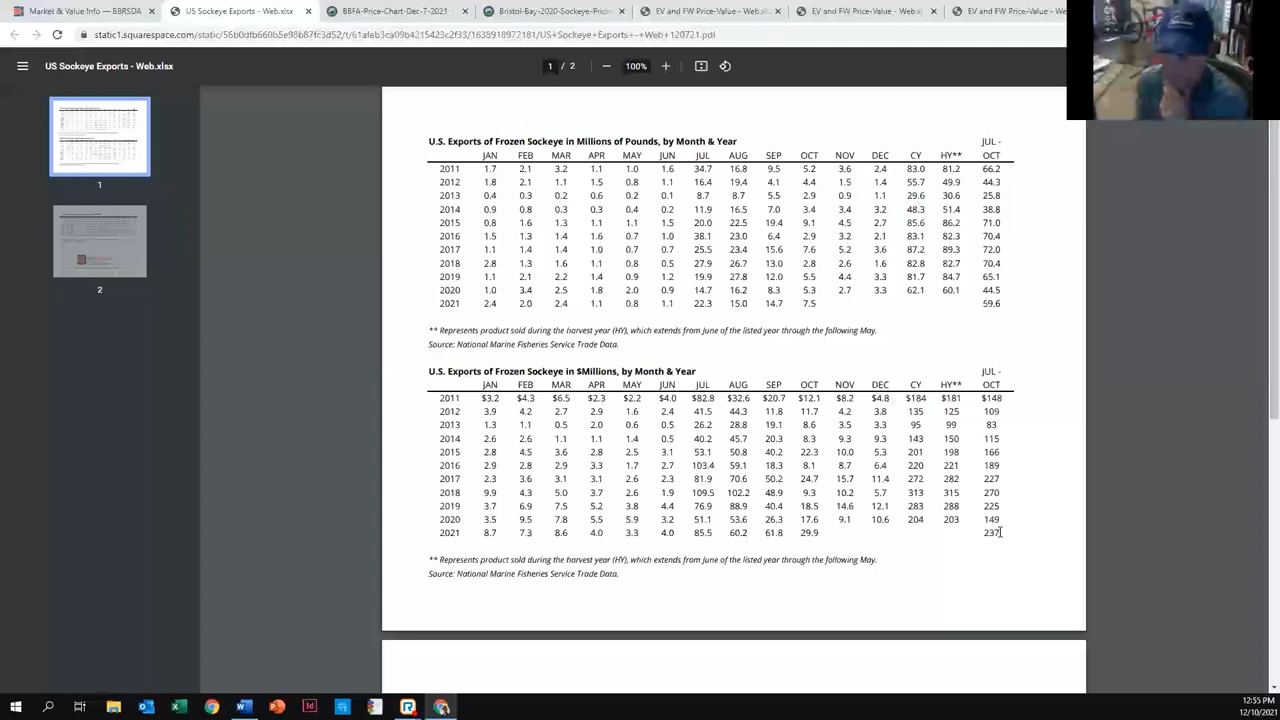 Market & Value Info — BBRSDA
US Sockeye Exports - Web.xlsx
BBFA-Price-Chart-Dec-7-2021 -
Bristol-Bay-2020-Sockeye-Price
EV and FW Price-Value - Web.xls
EV and FW Price-Value - Web.xl
EV and FW Price-Value - We
static1.squarespace.com/static/56b0dfb660b5e98b87fc3d52/t/61afeb3ca09b4215423c2f33/1638918972181/US+Sockeye+Exports+-+Web+120721.pdf
US Sockeye Exports - Web.xlsx
1 / 2
100%
1
2
U.S. Exports of Frozen Sockeye in Millions of Pounds, by Month & Year JUL -
JAN FEB MAR APR MAY JUN JUL AUG SEP OCT NOV DEC CY HY** OCT
2011 1.7 2.1 3.2 1.1 1.0 1.6 34.7 16.8 9.5 5.2 3.6 2.4 83.0 81.2 66.2
2012 1.8 2.1 1.1 1.5 0.8 1.1 16.4 19.4 4.1 4.4 1.5 1.4 55.7 49.9 44.3
2013 0.4 0.3 0.2 0.6 0.2 0.1 8.7 8.7 5.5 2.9 0.9 1.1 29.6 30.6 25.8
2014 0.9 0.8 0.3 0.3 0.4 0.2 11.9 16.5 7.0 3.4 3.4 3.2 48.3 51.4 38.8
2015 0.8 1.6 1.3 1.1 1.1 1.5 20.0 22.5 19.4 9.1 4.5 2.7 85.6 86.2 71.0
2016 1.5 1.3 1.4 1.6 0.7 1.0 38.1 23.0 6.4 2.9 3.2 2.1 83.1 82.3 70.4
2017 1.1 1.4 1.4 1.0 0.7 0.7 25.5 23.4 15.6 7.6 5.2 3.6 87.2 89.3 72.0
2018 2.8 1.3 1.6 1.1 0.8 0.5 27.9 26.7 13.0 2.8 2.6 1.6 82.8 82.7 70.4
2019 1.1 2.1 2.2 1.4 0.9 1.2 19.9 27.8 12.0 5.5 4.4 3.3 81.7 84.7 65.1
2020 1.0 3.4 2.5 1.8 2.0 0.9 14.7 16.2 8.3 5.3 2.7 3.3 62.1 60.1 44.5
2021 2.4 2.0 2.4 1.1 0.8 1.1 22.3 15.0 14.7 7.5 59.6
** Represents product sold during the harvest year (HY), which extends from June of the listed year through the following May.
Source: National Marine Fisheries Service Trade Data.
U.S. Exports of Frozen Sockeye in $Millions, by Month & Year JUL -
JAN FEB MAR APR MAY JUN JUL AUG SEP OCT NOV DEC CY HY** OCT
2011 $3.2 $4.3 $6.5 $2.3 $2.2 $4.0 $82.8 $32.6 $20.7 $12.1 $8.2 $4.8 $184 $181 $148
2012 3.9 4.2 2.7 2.9 1.6 2.4 41.5 44.3 11.8 11.7 4.2 3.8 135 125 109
2013 1.3 1.1 0.5 2.0 0.6 0.5 26.2 28.8 19.1 8.6 3.5 3.3 95 99 83
2014 2.6 2.6 1.1 1.1 1.4 0.5 40.2 45.7 20.3 8.3 9.3 9.3 143 150 115
2015 2.8 4.5 3.6 2.8 2.5 3.1 53.1 50.8 40.2 22.3 10.0 5.3 201 198 166
2016 2.9 2.8 2.9 3.3 1.7 2.7 103.4 59.1 18.3 8.1 8.7 6.4 220 221 189
2017 2.3 3.6 3.1 3.1 2.6 2.3 81.9 70.6 50.2 24.7 15.7 11.4 272 282 227
2018 9.9 4.3 5.0 3.7 2.6 1.9 109.5 102.2 48.9 9.3 10.2 5.7 313 315 270
2019 3.7 6.9 7.5 5.2 3.8 4.4 76.9 88.9 40.4 18.5 14.6 12.1 283 288 225
2020 3.5 9.5 7.8 5.5 5.9 3.2 51.1 53.6 26.3 17.6 9.1 10.6 204 203 149
2021 8.7 7.3 8.6 4.0 3.3 4.0 85.5 60.2 61.8 29.9 237
** Represents product sold during the harvest year (HY), which extends from June of the listed year through the following May.
Source: National Marine Fisheries Service Trade Data.
12:55 PM
12/10/2021